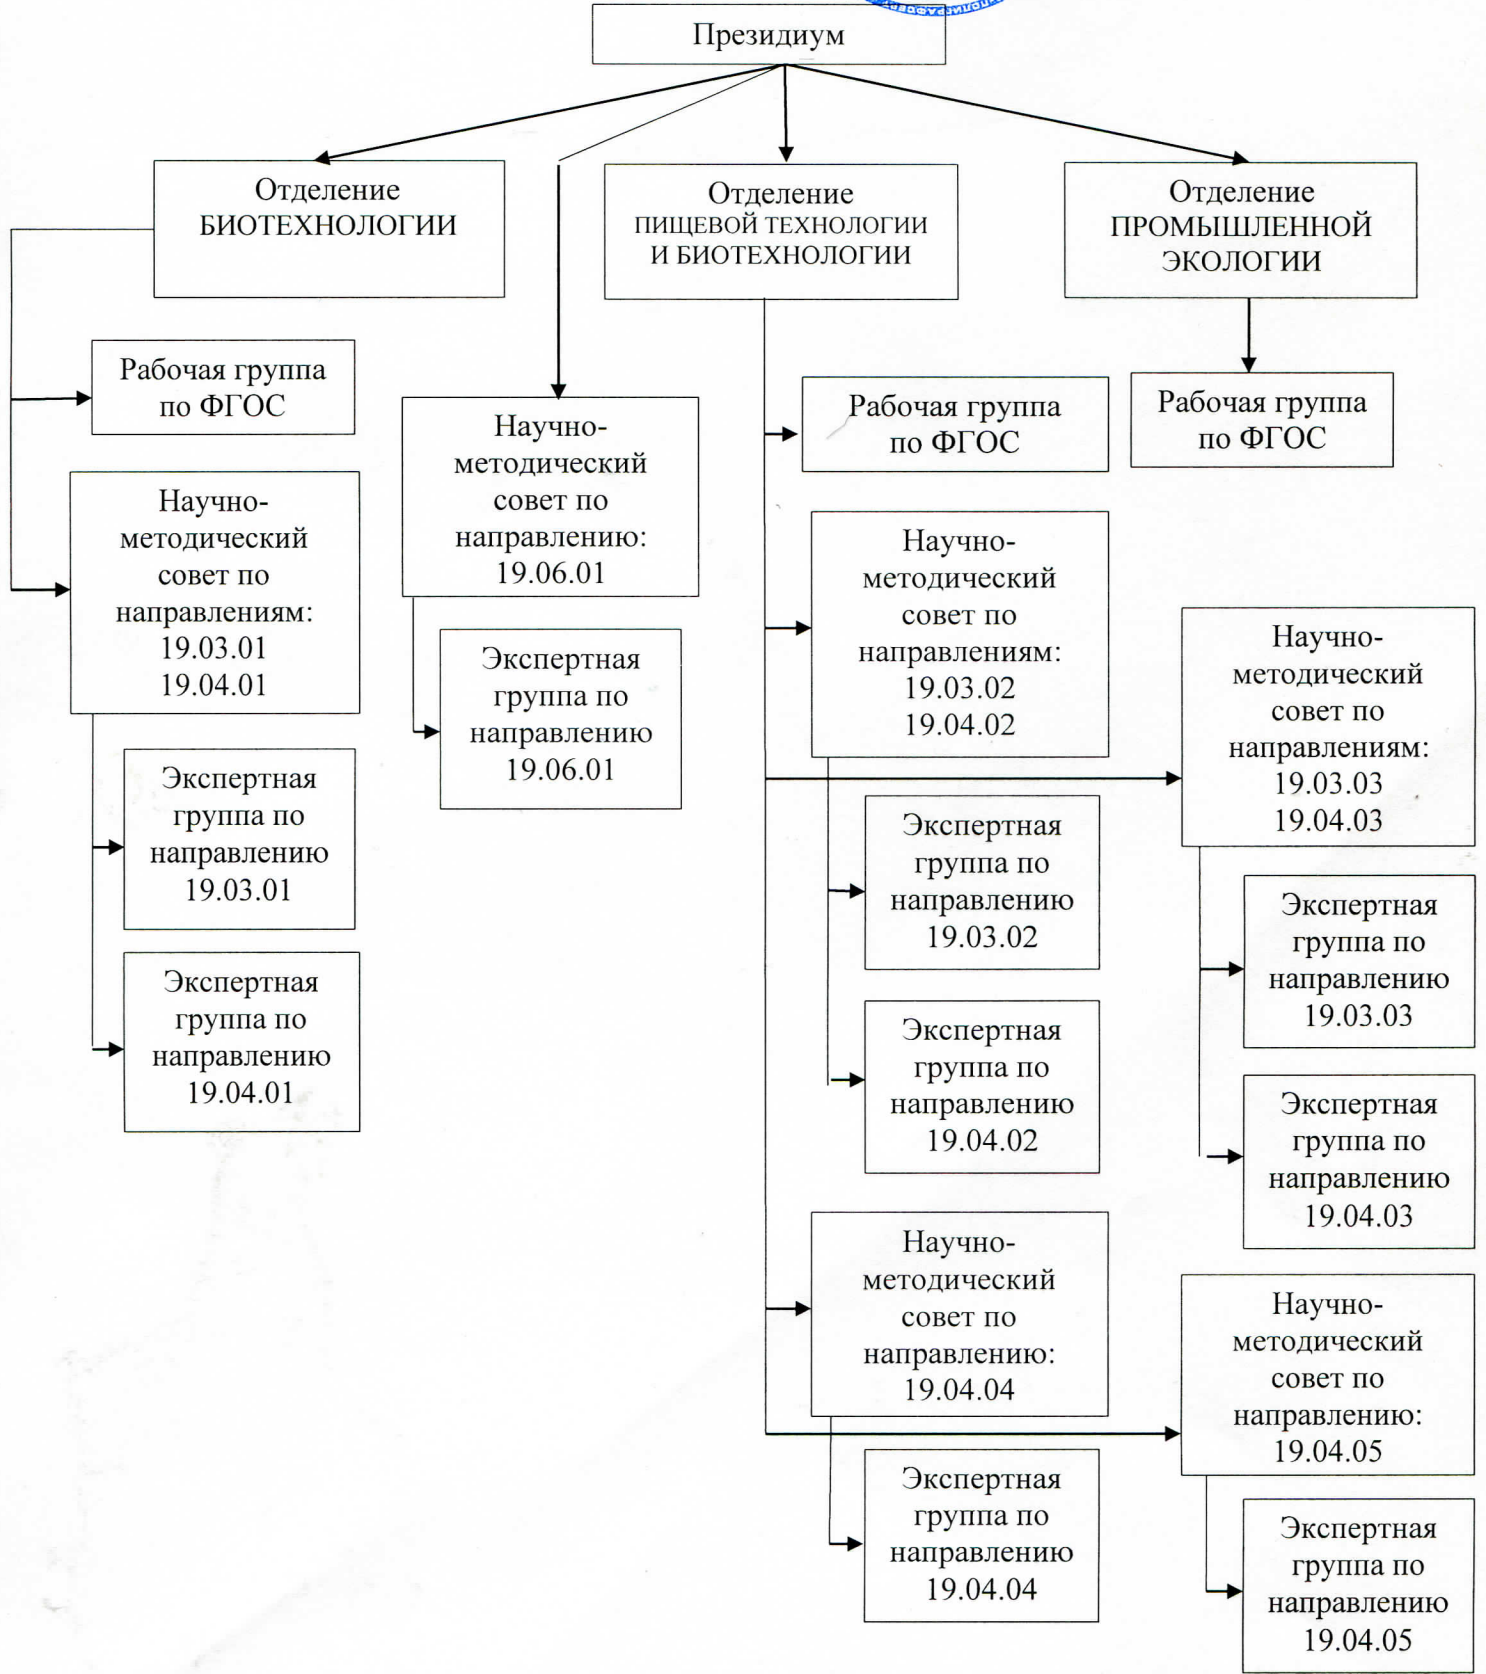 Президиум
Отделение
БИОТЕХНОЛОГИИ
Отделение
ПИЩЕВОЙ ТЕХНОЛОГИИ
И БИОТЕХНОЛОГИИ
Отделение
ПРОМЫШЛЕННОЙ
ЭКОЛОГИИ
Рабочая группа
по ФГОС
Научно-
методический
совет по
направлениям:
19.03.01
19.04.01
Экспертная
группа по
направлению
19.03.01
Экспертная
группа по
направлению
19.04.01
Научно-
методический
совет по
направлению:
19.06.01
Экспертная
группа по
направлению
19.06.01
Рабочая группа
по ФГОС
Научно-
методический
совет по
направлениям:
19.03.02
19.04.02
Экспертная
группа по
направлению
19.03.02
Экспертная
группа по
направлению
19.04.02
Научно-
методический
совет по
направлению:
19.04.04
Экспертная
группа по
направлению
19.04.04
Рабочая группа
по ФГОС
Научно-
методический
совет по
направлениям:
19.03.03
19.04.03
Экспертная
группа по
направлению
19.03.03
Экспертная
группа по
направлению
19.04.03
Научно-
методический
совет по
направлению:
19.04.05
Экспертная
группа по
направлению
19.04.05